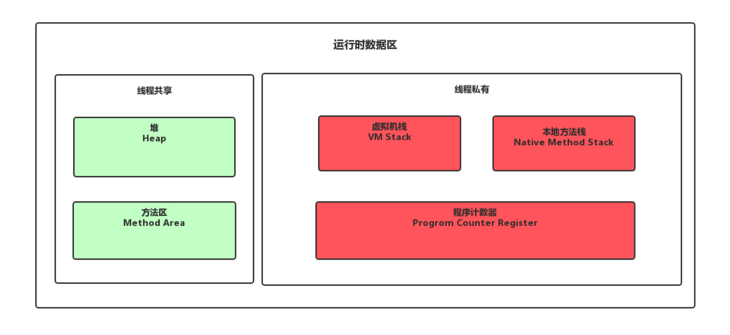 运行时数据区
线程共享
堆
Heap
方法区
Method Area
线程私有
虚拟机栈
VM Stack
本地方法栈
Native Method Stack
程序计数器
Progrom Counter Register